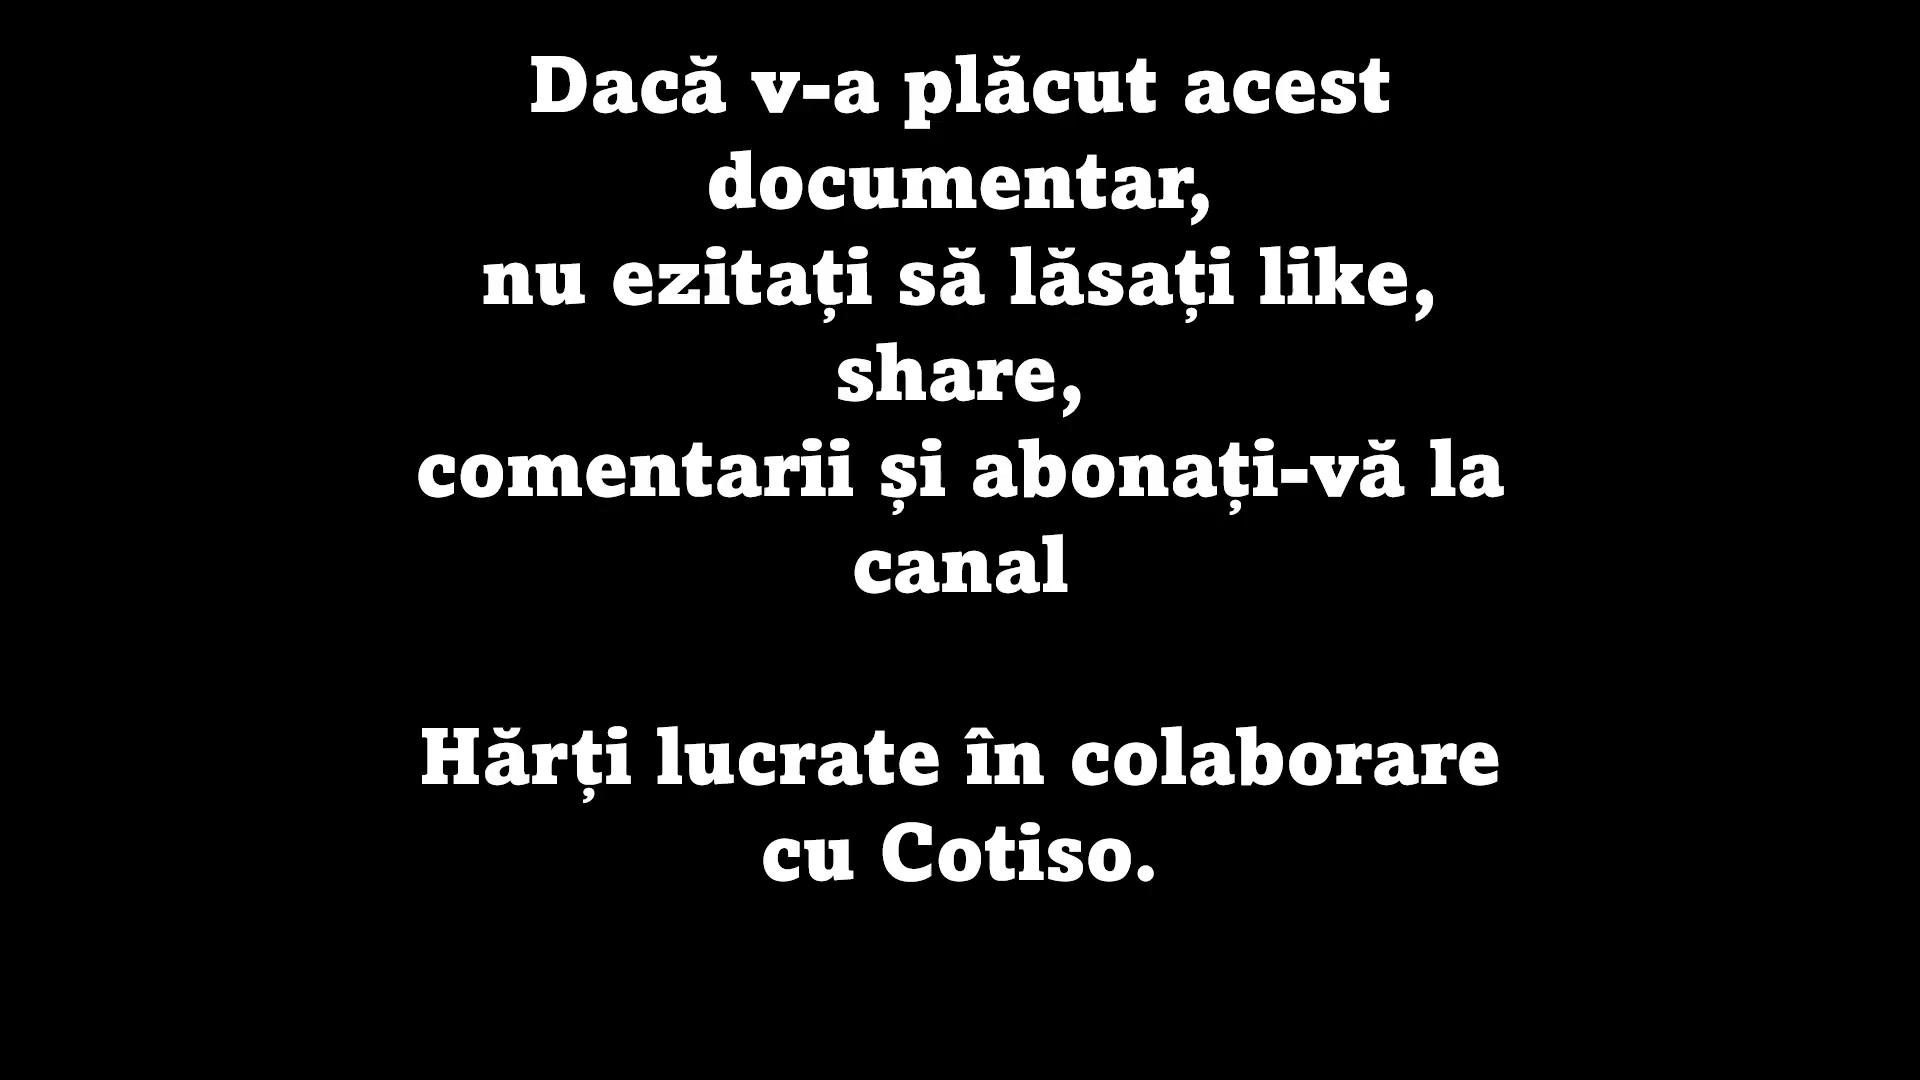 Dacă v-a plăcut acest
documentar,
nu ezitați să lăsați like,
share,
comentarii și abonați-vă la
canal
Hărți lucrate în colaborare
cu Cotiso.